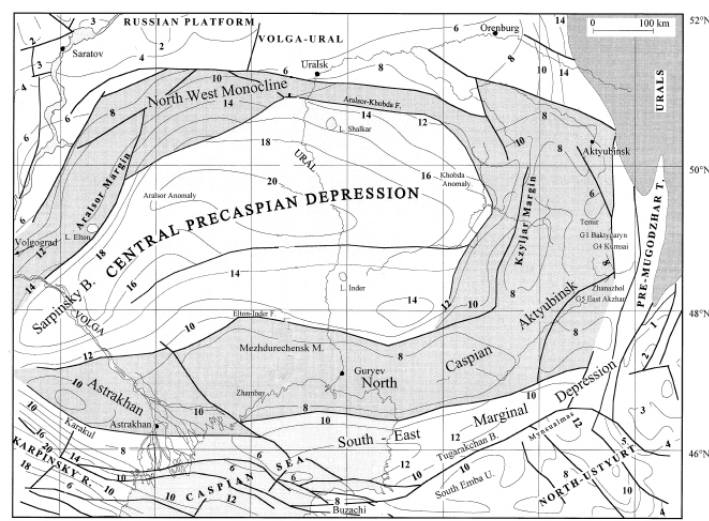 RUSSIAN PLATFORM
VOLGA-URAL
Orenburg
52°N
0 100 km
Saratov
Uralsk
URALS
North West Monocline
Aralsor-Khobda F.
L. Shalkar
Aktyubinsk
50°N
URAL
Aralsor Margin
Khobda
Anomaly
Aralsor Anomaly
CENTRAL PRECASPIAN DEPRESSION
Kzyljar Margin
Temir
G1 Baktygaryn
G4 Kumsai
PRE-MUGODZHAR T.
Volgograd
L. Elton
Zhanazhol
G5 East Akzhar
L. Inder
Sarpinsky B.
VOLGA
Aktyubinsk
48°N
Elton-Inder F.
Mezhdurechensk M.
Caspian
Guryev
North
Astrakhan
Zhambay
Astrakhan
Marginal
Depression
Karakul
South - East
Tugarakchan B.
Mynsualmas
KARPINSKY R.
46°N
CASPIAN SEA
South Emba U.
NORTH-USTYURT
Buzachi